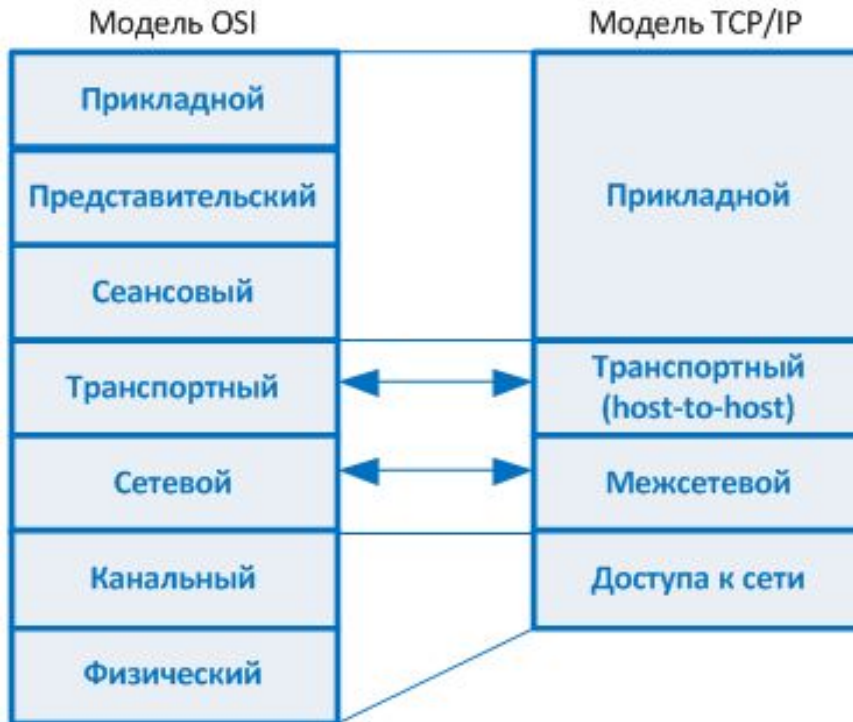 Модель OSI
Модель TCP/IP
Прикладной
Представительский
Сеансовый
Транспортный
Сетевой
Канальный
Физический
Прикладной
Транспортный
(host-to-host)
Межсетевой
Доступа к сети